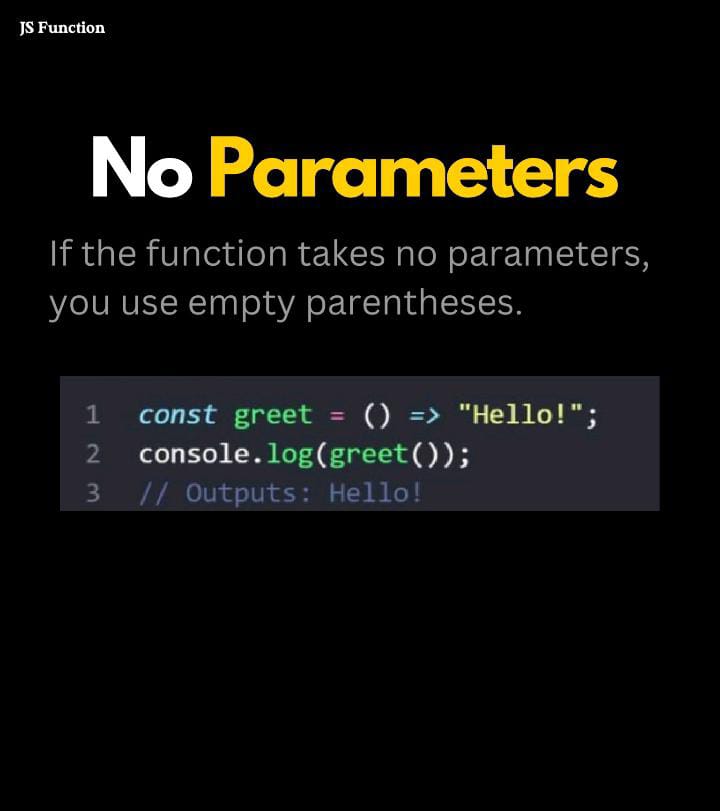 JS Function
No Parameters
If the function takes no parameters,
you use empty parentheses.
1 const greet = () => "Hello!";
2 console.log(greet());
3 // Outputs: Hello!